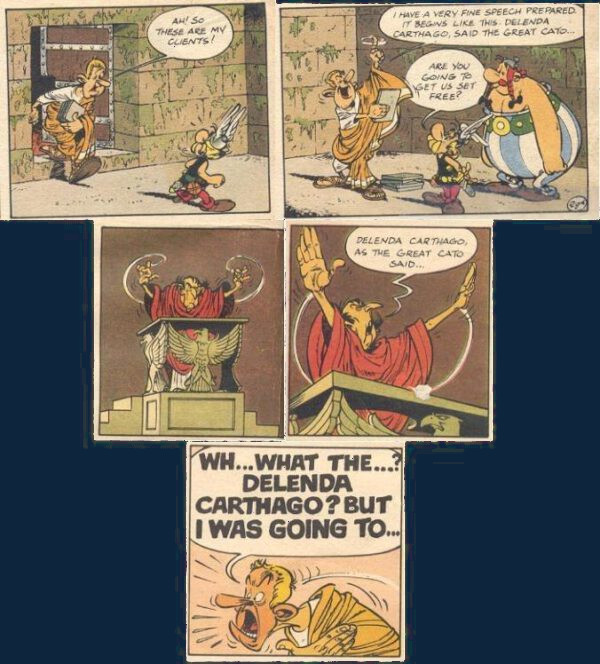 AH! SO
THESE ARE MY
CLIENTS!
I HAVE A VERY FINE SPEECH PREPARED.
IT BEGINS LIKE THIS: DELENDA
CARTHAGO, SAID THE GREAT CATO...
ARE YOU
GOING TO
GET US SET
FREE?
DELENDA CARTHAGO,
AS THE GREAT CATO
SAID...
WH...WHAT THE...?
DELENDA
CARTHAGO? BUT
I WAS GOING TO...